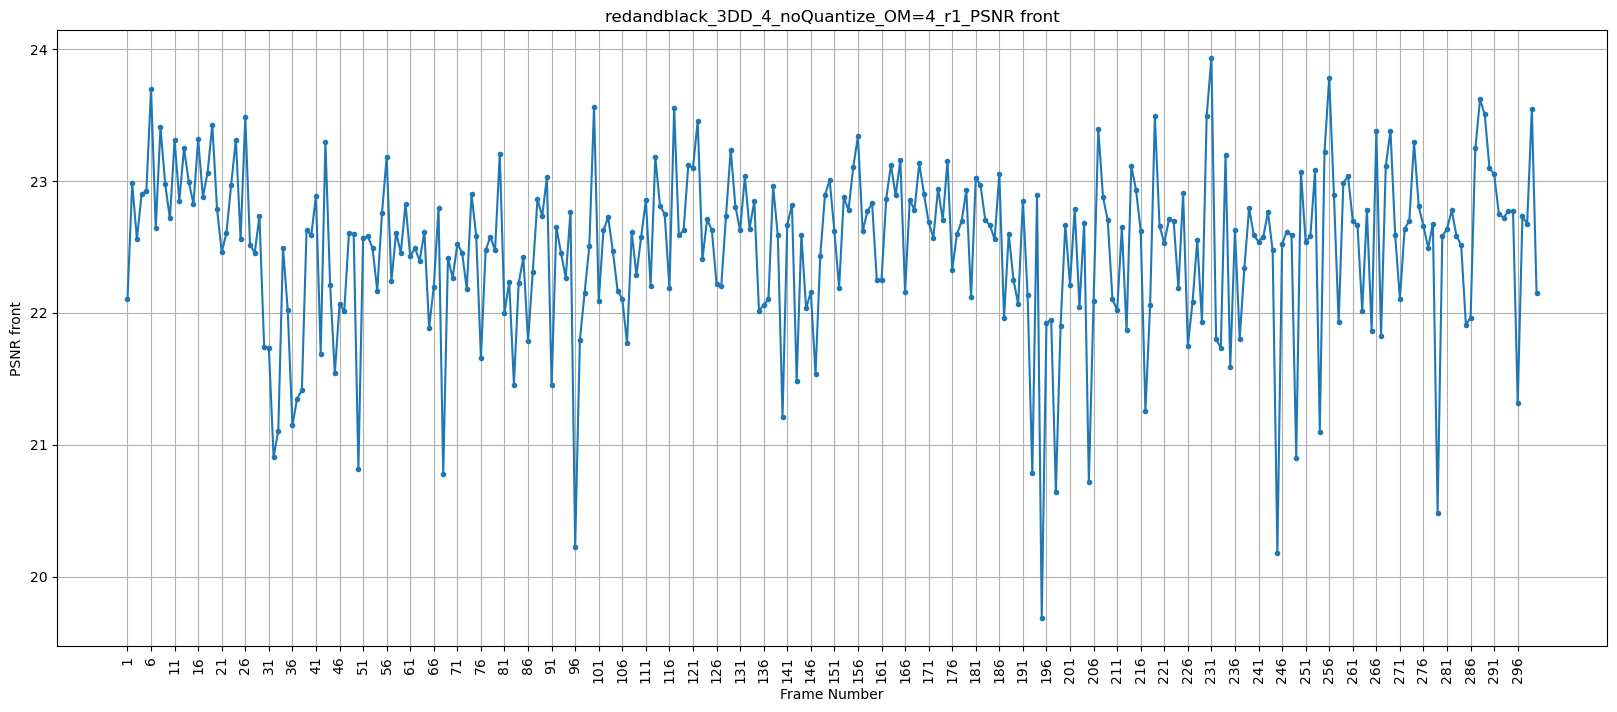 redandblack_3DD_4_noQuantize_OM=4_r1_PSNR front
24
23
22
21
20
PSNR front
1 6 11 16 21 26 31 36 41 46 51 56 61 66 71 76 81 86 91 96 101 106 111 116 121 126 131 136 141 146 151 156 161 166 171 176 181 186 191 196 201 206 211 216 221 226 231 236 241 246 251 256 261 266 271 276 281 286 291 296
Frame Number